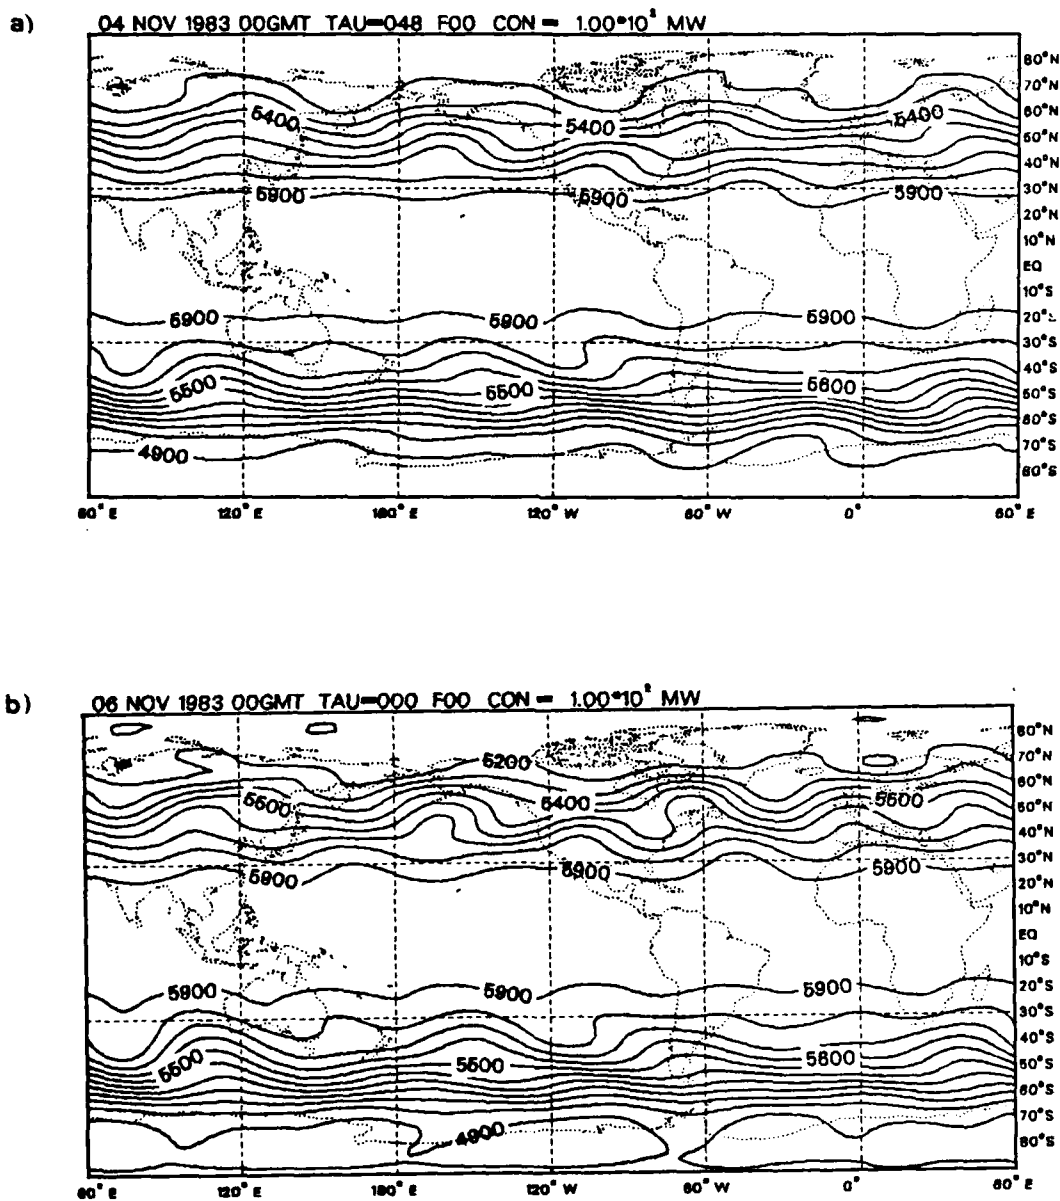 a)
04 NOV 1983 00GMT TAU=048 F00 CON = 1.00*10² MW
80°N
70°N
60°N
50°N
40°N
30°N
20°N
10°N
EQ
10°S
20°S
30°S
40°S
50°S
60°S
70°S
80°S
5400
5400
5400
5900
5900
5900
5900
5900
5900
5500
5500
5600
4900
60°E
120°E
180°E
120°W
60°W
0°
60°E
b)
06 NOV 1983 00GMT TAU=000 F00 CON = 1.00*10² MW
80°N
70°N
60°N
50°N
40°N
30°N
20°N
10°N
EQ
10°S
20°S
30°S
40°S
50°S
60°S
70°S
80°S
5200
5500
5400
5500
5900
5900
5900
5900
5900
5900
5500
5500
5600
4900
60°E
120°E
180°E
120°W
60°W
0°
60°E